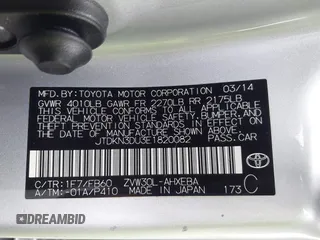 MFD.BY: TOYOTA MOTOR CORPORATION 03/14
GVWR 4010LB GAWR FR 2270LB RR 2175LB
THIS VEHICLE CONFORMS TO ALL APPLICABLE
FEDERAL MOTOR VEHICLE SAFETY, BUMPER, AND
THEFT PREVENTION STANDARDS IN EFFECT ON
THE DATE OF MANUFACTURE SHOWN ABOVE.
JTDKN3DU3E1820082 PASS. CAR
C/TR: 1F7/FB60 ZVW30L-AHXEBA
A/TM: -01A/P410 MADE IN JAPAN 173 C
TOYOTA
DREAMBID